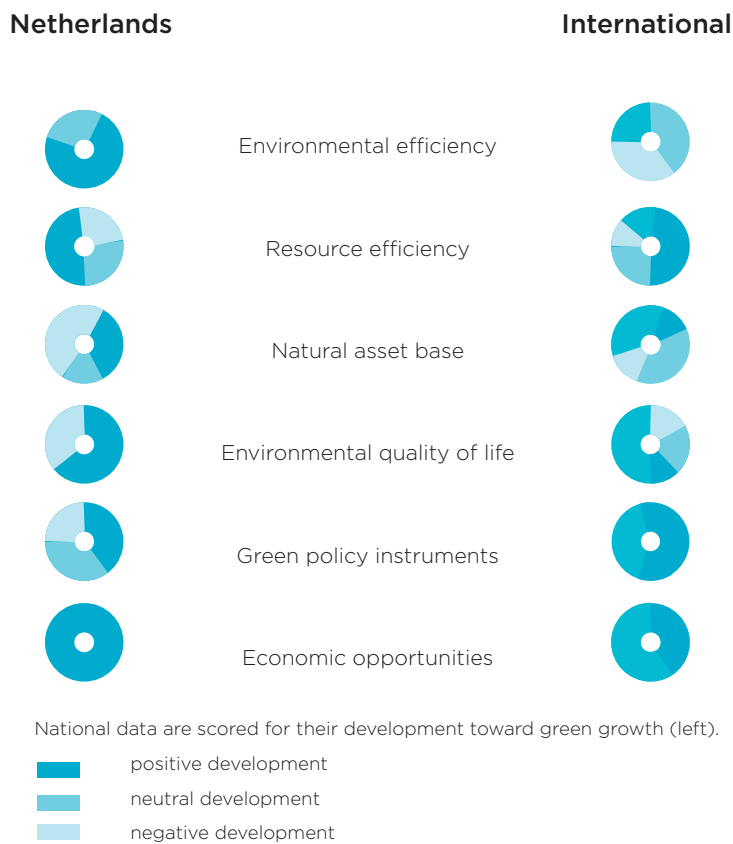 Netherlands
International
Environmental efficiency
Resource efficiency
Natural asset base
Environmental quality of life
Green policy instruments
Economic opportunities
National data are scored for their development toward green growth (left).
positive development
neutral development
negative development